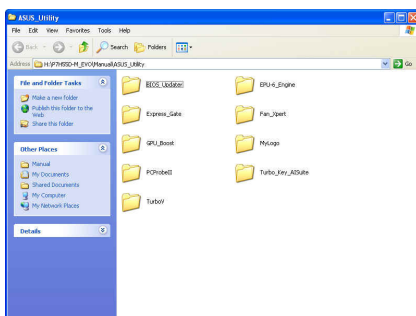 ASUS_Utility
File Edit View Favorites Tools Help
Back Search Folders
Address H:\P7H55D-M_EVO\Manual\ASUS_Utility Go
File and Folder Tasks
Make a new folder
Publish this folder to the
Web
Share this folder
Other Places
Manual
My Documents
Shared Documents
My Computer
My Network Places
Details
BIOS_Updater EPU-6_Engine
Express_Gate Fan_Xpert
GPU_Boost MyLogo
PCProbeII Turbo_Key_AISuite
TurboV